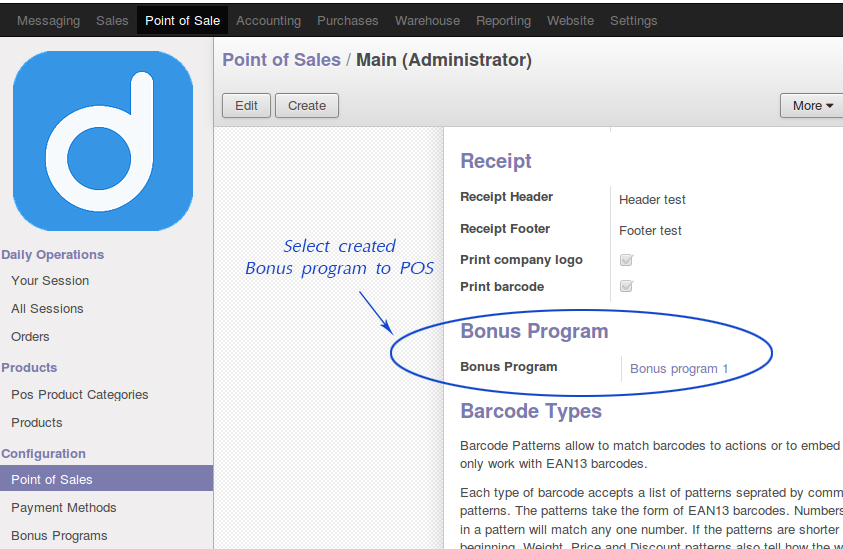 Messaging Sales Point of Sale Accounting Purchases Warehouse Reporting Website Settings
Point of Sales / Main (Administrator)
Edit Create More
Receipt
Receipt Header Header test
Receipt Footer Footer test
Print company logo
Print barcode
Select created
Bonus program to POS
Bonus Program
Bonus Program Bonus program 1
Barcode Types
Barcode Patterns allow to match barcodes to actions or to embed
only work with EAN13 barcodes.
Each type of barcode accepts a list of patterns seprated by comm
patterns. The patterns take the form of EAN13 barcodes. Numbers
in a pattern will match any one number. If the patterns are shorter
beginning. Weight, Price and Discount patterns also tell how the w
Daily Operations
Your Session
All Sessions
Orders
Products
Pos Product Categories
Products
Configuration
Point of Sales
Payment Methods
Bonus Programs